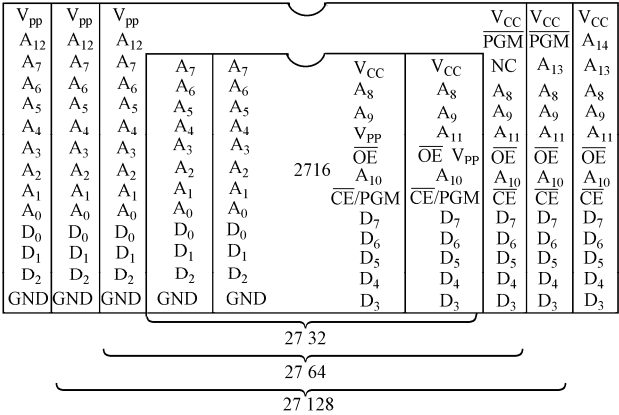 Vpp Vpp Vpp VCC VCC VCC
A12 A12 A12 PGM PGM A14
A7 A7 A7 A7 A7 VCC VCC NC A13 A13
A6 A6 A6 A6 A6 A8 A8 A8 A8 A8
A5 A5 A5 A5 A5 A9 A9 A9 A9 A9
A4 A4 A4 A4 A4 VPP A11 A11 A11 A11
A3 A3 A3 A3 A3 OE OE VPP OE OE OE
A2 A2 A2 A2 A2 2716 A10 A10 A10 A10 A10
A1 A1 A1 A1 A1 CE/PGM CE/PGM CE CE CE
A0 A0 A0 A0 A0 D7 D7 D7 D7 D7
D0 D0 D0 D0 D0 D6 D6 D6 D6 D6
D1 D1 D1 D1 D1 D5 D5 D5 D5 D5
D2 D2 D2 D2 D2 D4 D4 D4 D4 D4
GND GND GND GND GND D3 D3 D3 D3 D3
27 32
27 64
27 128